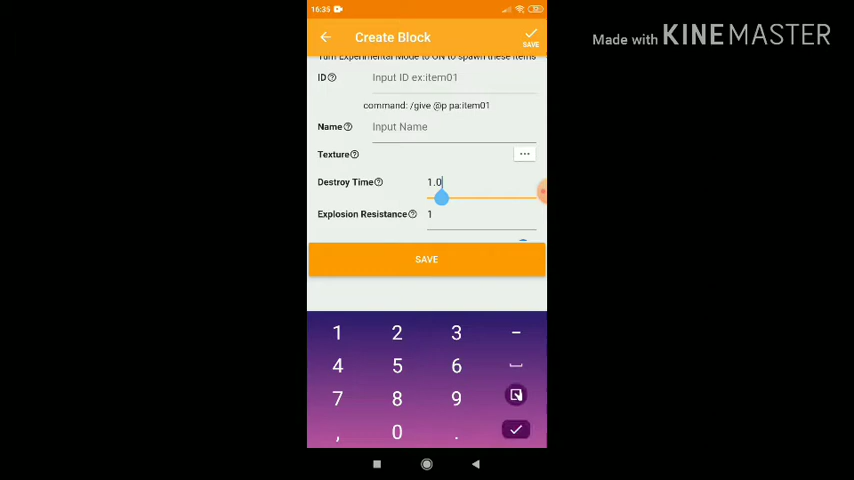 16:35
Create Block
SAVE
Made with KINEMASTER
Turn Experimental Mode to ON to spawn these items
ID
Input ID ex:item01
command: /give @p pa:item01
Name
Input Name
Texture
...
Destroy Time
1.0
Explosion Resistance
1
SAVE
1 2 3 -
4 5 6
7 8 9
, 0 .